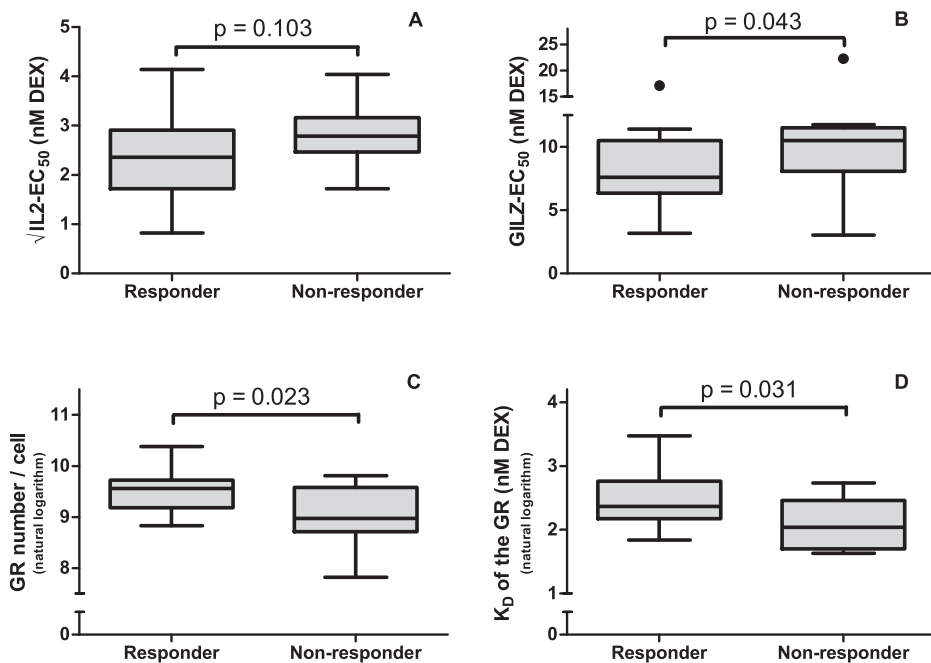 A
p = 0.103
√IL2-EC50 (nM DEX)
5
4
3
2
1
0
Responder
Non-responder
B
p = 0.043
GILZ-EC50 (nM DEX)
25
20
15
10
5
0
Responder
Non-responder
C
p = 0.023
GR number / cell
(natural logarithm)
11
10
9
8
0
Responder
Non-responder
D
p = 0.031
KD of the GR (nM DEX)
(natural logarithm)
4
3
2
1
0
Responder
Non-responder